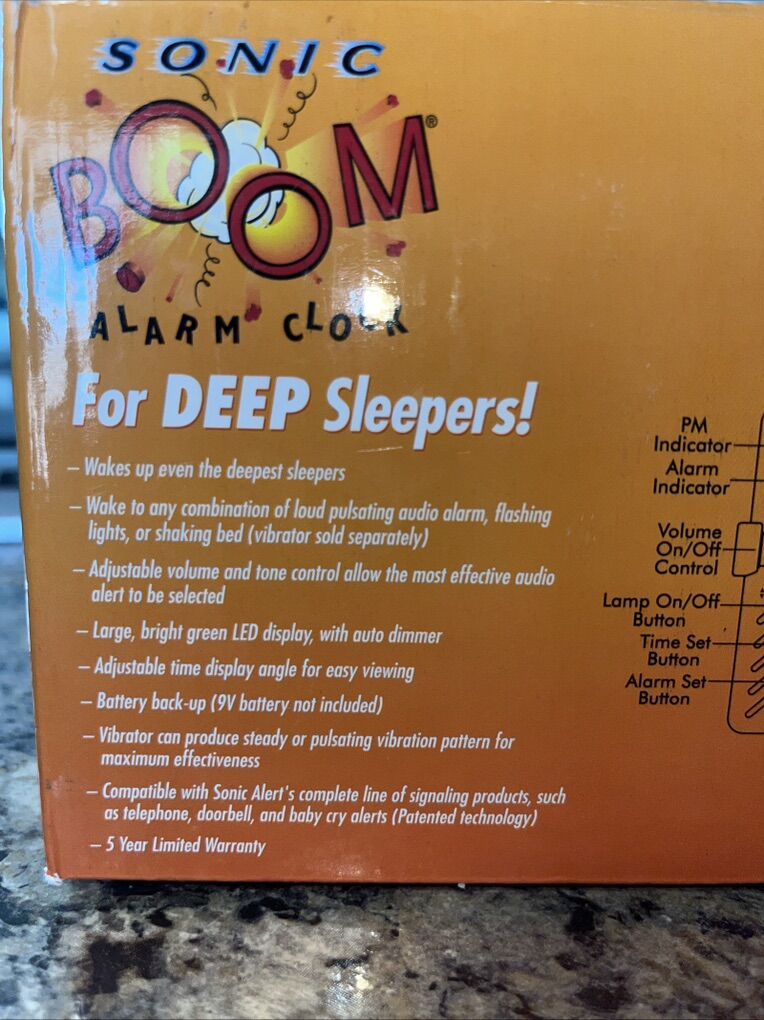 SONIC
BOOM®
ALARM CLOCK
For DEEP Sleepers!
– Wakes up even the deepest sleepers
– Wake to any combination of loud pulsating audio alarm, flashing
lights, or shaking bed (vibrator sold separately)
– Adjustable volume and tone control allow the most effective audio
alert to be selected
– Large, bright green LED display, with auto dimmer
– Adjustable time display angle for easy viewing
– Battery back-up (9V battery not included)
– Vibrator can produce steady or pulsating vibration pattern for
maximum effectiveness
– Compatible with Sonic Alert's complete line of signaling products, such
as telephone, doorbell, and baby cry alerts (Patented technology)
– 5 Year Limited Warranty
PM
Indicator
Alarm
Indicator
Volume
On/Off
Control
Lamp On/Off
Button
Time Set
Button
Alarm Set
Button